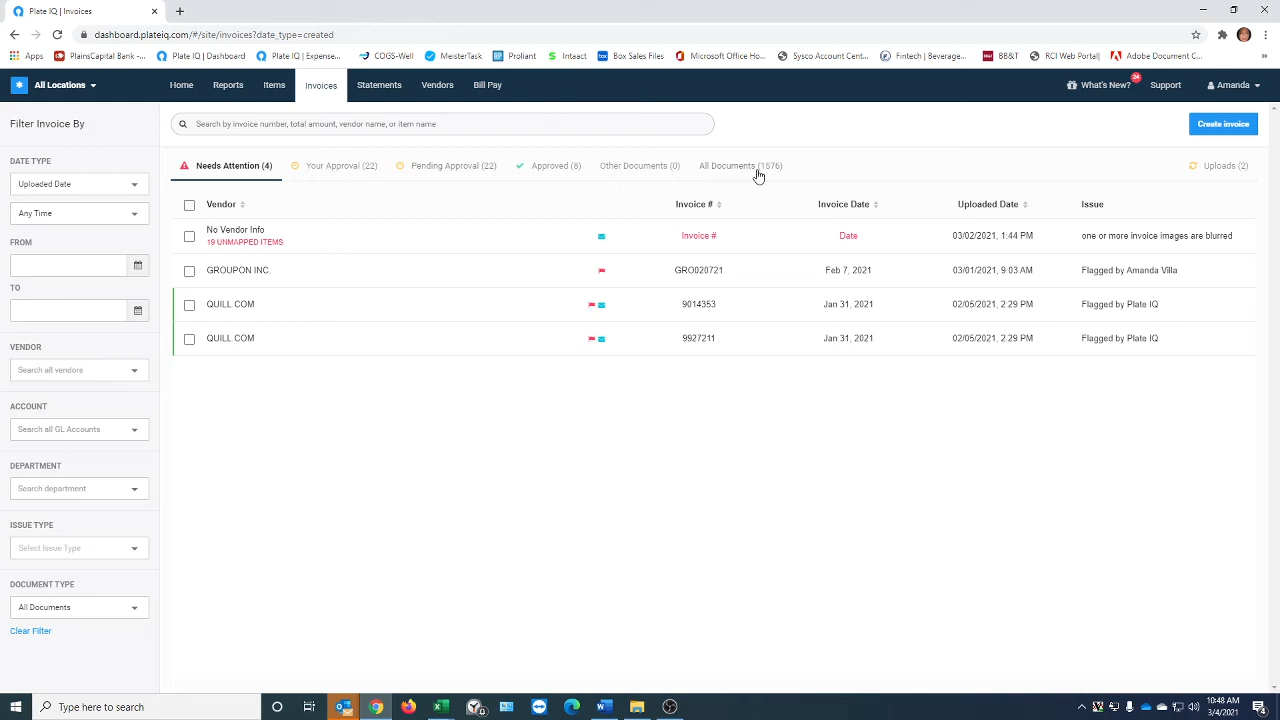 Plate IQ | Invoices
dashboard.plateiq.com/#/site/invoices?date_type=created
Apps PlainsCapital Bank -... Plate IQ | Dashboard Plate IQ | Expense... COGS-Well MeisterTask Proliant Intaact Box Sales Files Microsoft Office Ho... Sysco Account Cent... Fintech | Beverage... BB&T RCI Web Portal Adobe Document C... »
All Locations Home Reports Items Invoices Statements Vendors Bill Pay What's New? 24 Support Amanda
Filter Invoice By
DATE TYPE
Uploaded Date
Any Time
FROM
TO
VENDOR
Search all vendors
ACCOUNT
Search all GL Accounts
DEPARTMENT
Search department
ISSUE TYPE
Select Issue Type
DOCUMENT TYPE
All Documents
Clear Filter
Search by invoice number, total amount, vendor name, or item name
Create invoice
Needs Attention (4) Your Approval (22) Pending Approval (22) Approved (8) Other Documents (0) All Documents (1576) Uploads (2)
Vendor Invoice # Invoice Date Uploaded Date Issue
No Vendor Info Invoice # Date 03/02/2021, 1:44 PM one or more invoice images are blurred
19 UNMAPPED ITEMS
GROUPON INC. GRO020721 Feb 7, 2021 03/01/2021, 9:03 AM Flagged by Amanda Villa
QUILL.COM 9014353 Jan 31, 2021 02/05/2021, 2:29 PM Flagged by Plate IQ
QUILL.COM 9927211 Jan 31, 2021 02/05/2021, 2:29 PM Flagged by Plate IQ
Type here to search
10:48 AM
3/4/2021